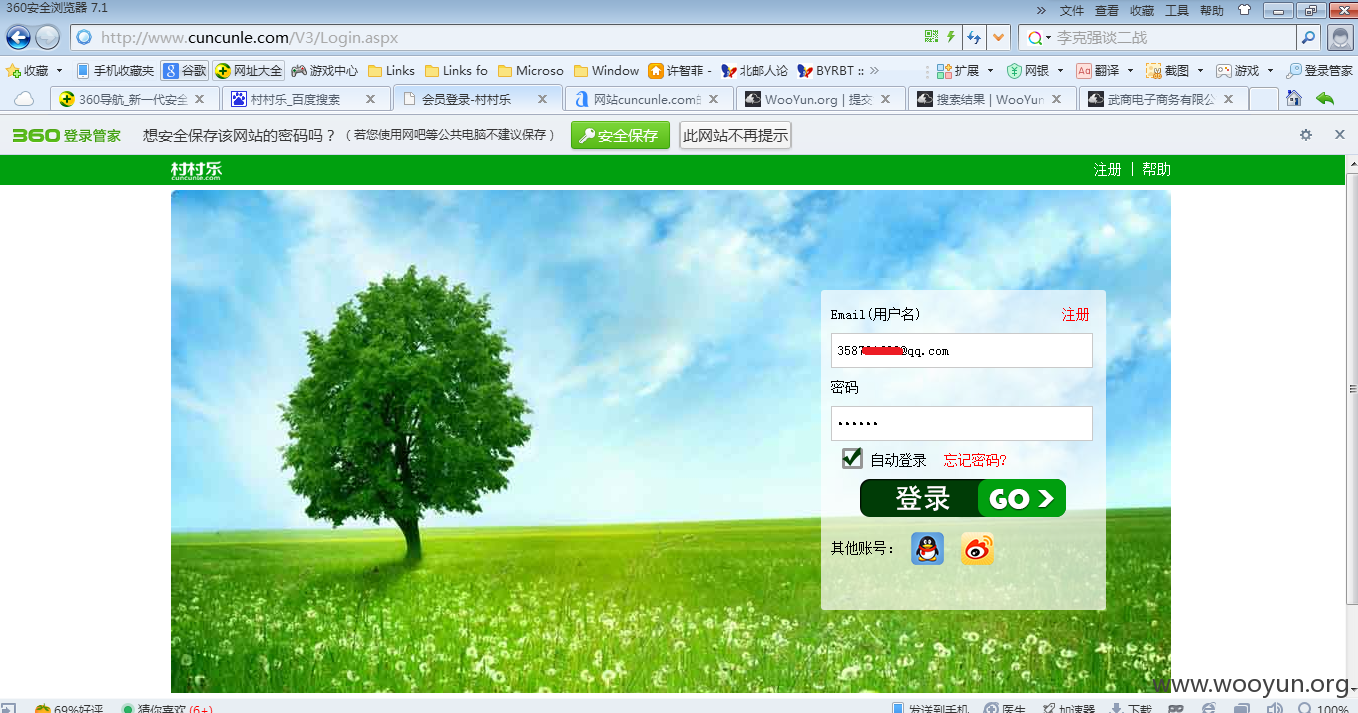 360安全浏览器 7.1
» 文件 查看 收藏 工具 帮助
http://www.cuncunle.com/V3/Login.aspx
李克强谈二战
收藏 手机收藏夹 谷歌 网址大全 游戏中心 Links Links fo Microso Window 许智菲 - 北邮人论 BYRBT :: » 扩展 网银 翻译 截图 游戏 登录管家
360导航_新一代安全 村村乐_百度搜索 会员登录-村村乐 网站cuncunle.com的 WooYun.org | 提交 搜索结果 | WooYun 武商电子商务有限公
360 登录管家 想安全保存该网站的密码吗？ （ 若您使用网吧等公共电脑不建议保存 ） 安全保存 此网站不再提示
村村乐
cuncunle.com
注册 | 帮助
Email(用户名) 注册
@qq.com
密码
自动登录 忘记密码?
登录 GO >
其他账号：
www.wooyun.org
69%好评 猜你喜欢 (6+) 发送到手机 医生 加速器 下载 100%